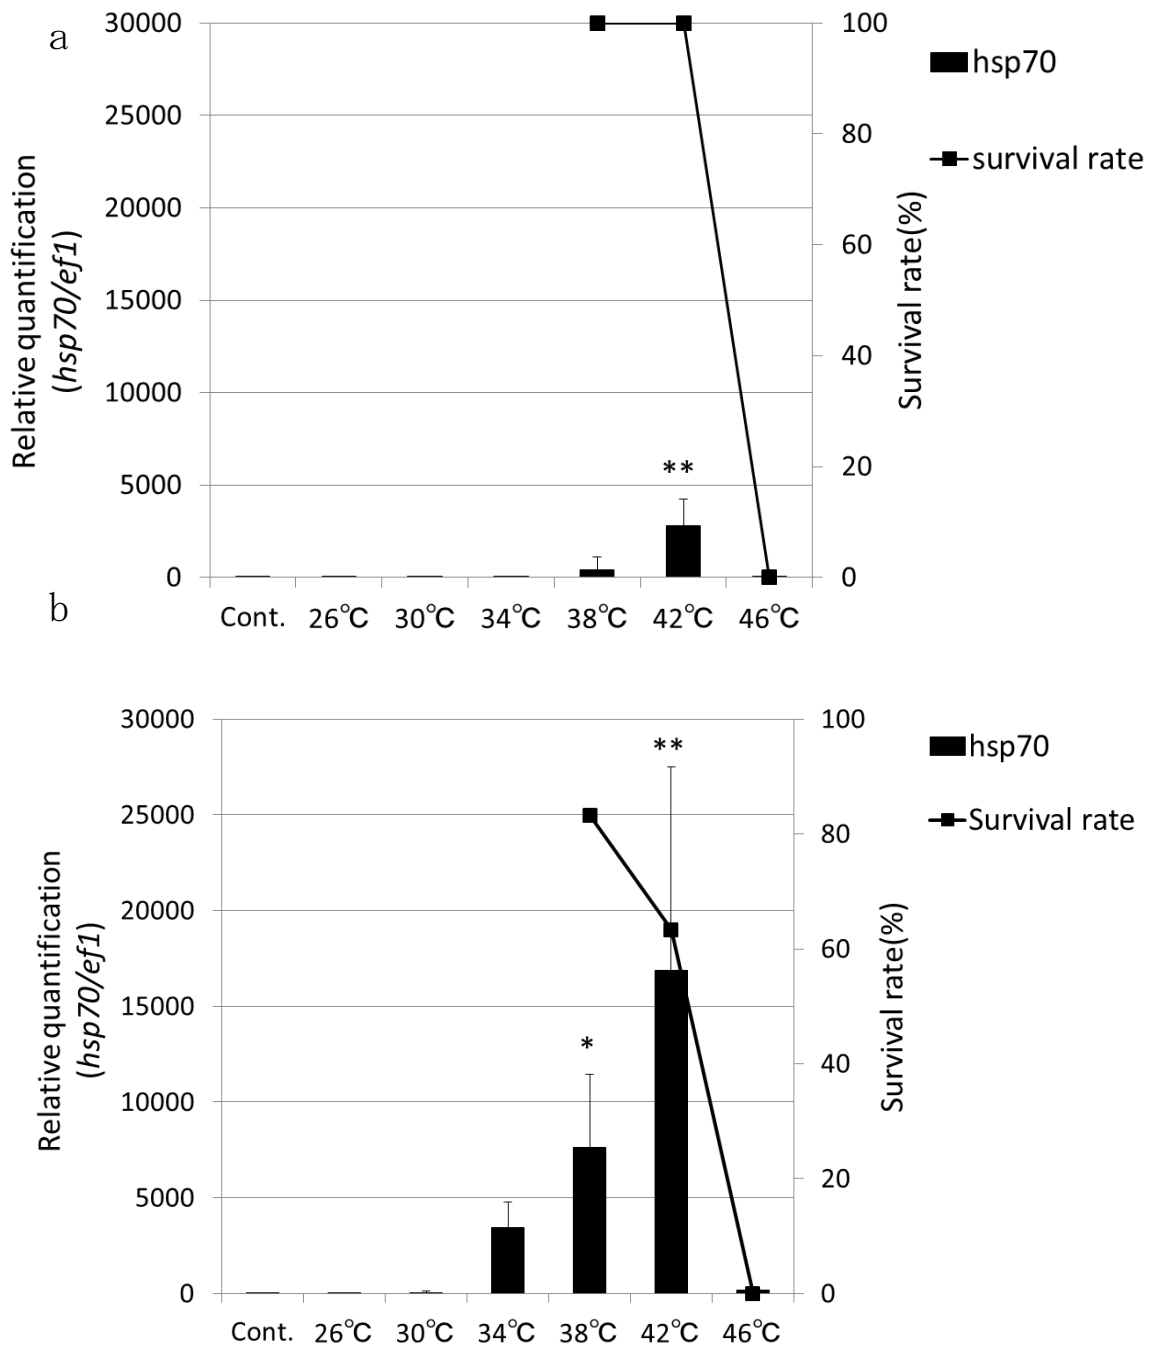 a
30000
25000
20000
15000
10000
5000
0
Relative quantification
(hsp70/ef1)
**
100
80
60
40
20
0
Survival rate(%)
hsp70
survival rate
Cont. 26℃ 30℃ 34℃ 38℃ 42℃ 46℃
b
30000
25000
20000
15000
10000
5000
0
Relative quantification
(hsp70/ef1)
*
**
100
80
60
40
20
0
Survival rate(%)
hsp70
Survival rate
Cont. 26℃ 30℃ 34℃ 38℃ 42℃ 46℃